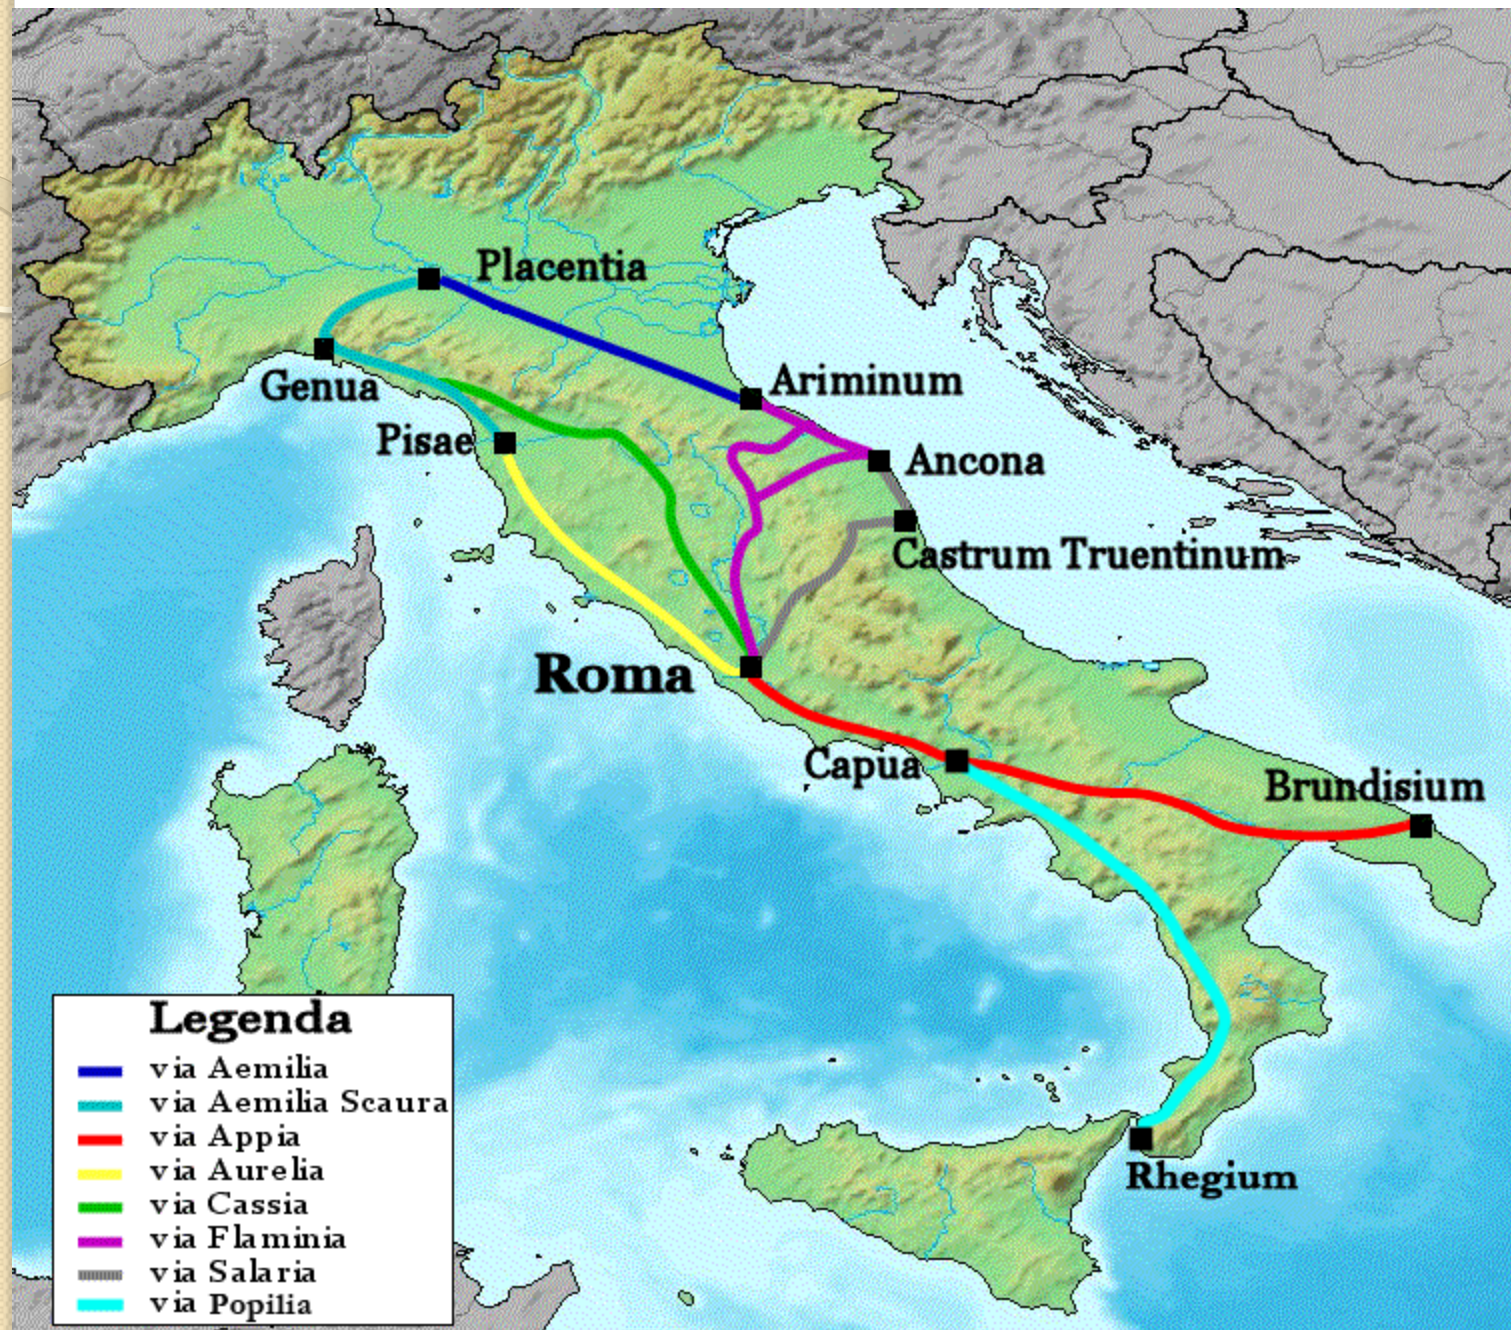 Placentia
Genua
Ariminum
Pisae
Ancona
Castrum Truentinum
Roma
Capua
Brundisium
Rhegium
Legenda
via Aemilia
via Aemilia Scaura
via Appia
via Aurelia
via Cassia
via Flaminia
via Salaria
via Popilia